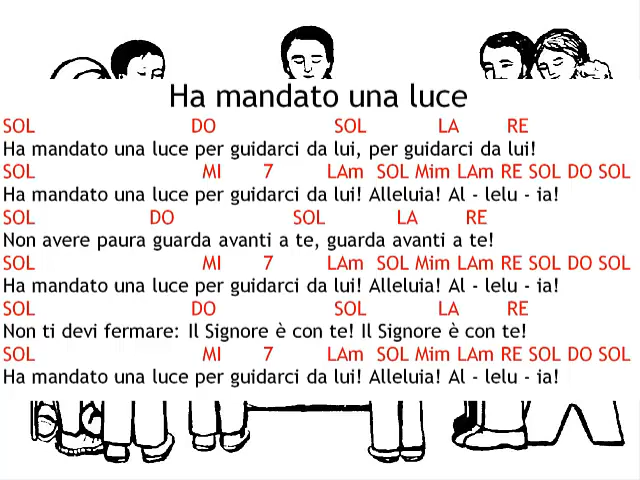 Ha mandato una luce
SOL DO SOL LA RE
Ha mandato una luce per guidarci da lui, per guidarci da lui!
SOL MI 7 LAm SOL Mim LAm RE SOL DO SOL
Ha mandato una luce per guidarci da lui! Alleluia! Al - lelu - ia!
SOL DO SOL LA RE
Non avere paura guarda avanti a te, guarda avanti a te!
SOL MI 7 LAm SOL Mim LAm RE SOL DO SOL
Ha mandato una luce per guidarci da lui! Alleluia! Al - lelu - ia!
SOL DO SOL LA RE
Non ti devi fermare: Il Signore è con te! Il Signore è con te!
SOL MI 7 LAm SOL Mim LAm RE SOL DO SOL
Ha mandato una luce per guidarci da lui! Alleluia! Al - lelu - ia!